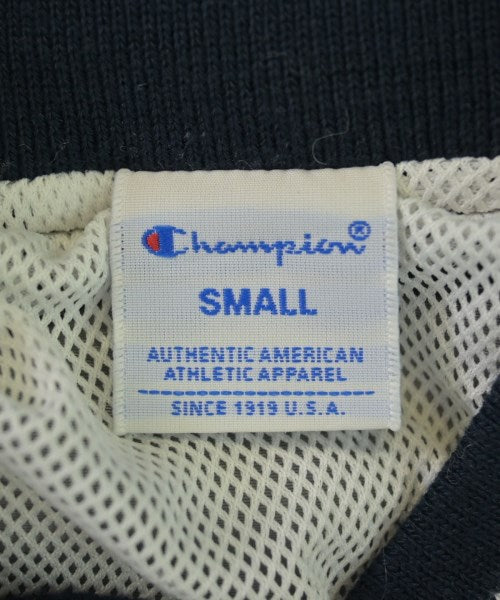 Champion®
SMALL
AUTHENTIC AMERICAN
ATHLETIC APPAREL
SINCE 1919 U.S.A.